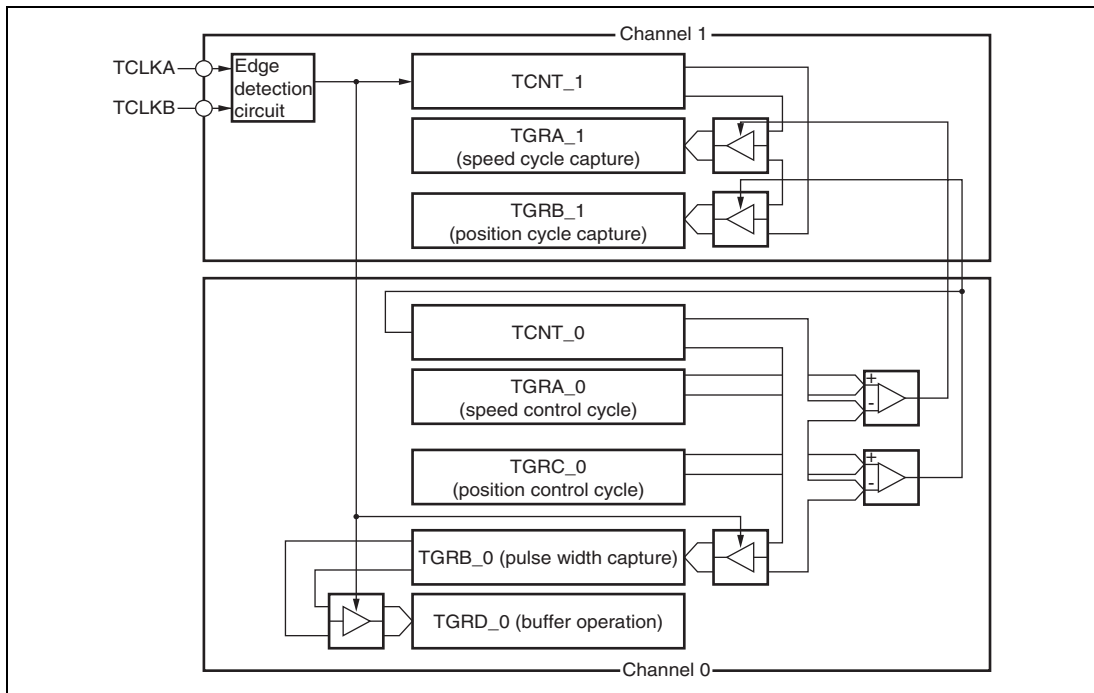 Channel 1
TCLKA
TCLKB
Edge
detection
circuit
TCNT_1
TGRA_1
(speed cycle capture)
TGRB_1
(position cycle capture)
TCNT_0
TGRA_0
(speed control cycle)
+
-
TGRC_0
(position control cycle)
+
-
TGRB_0 (pulse width capture)
TGRD_0 (buffer operation)
Channel 0